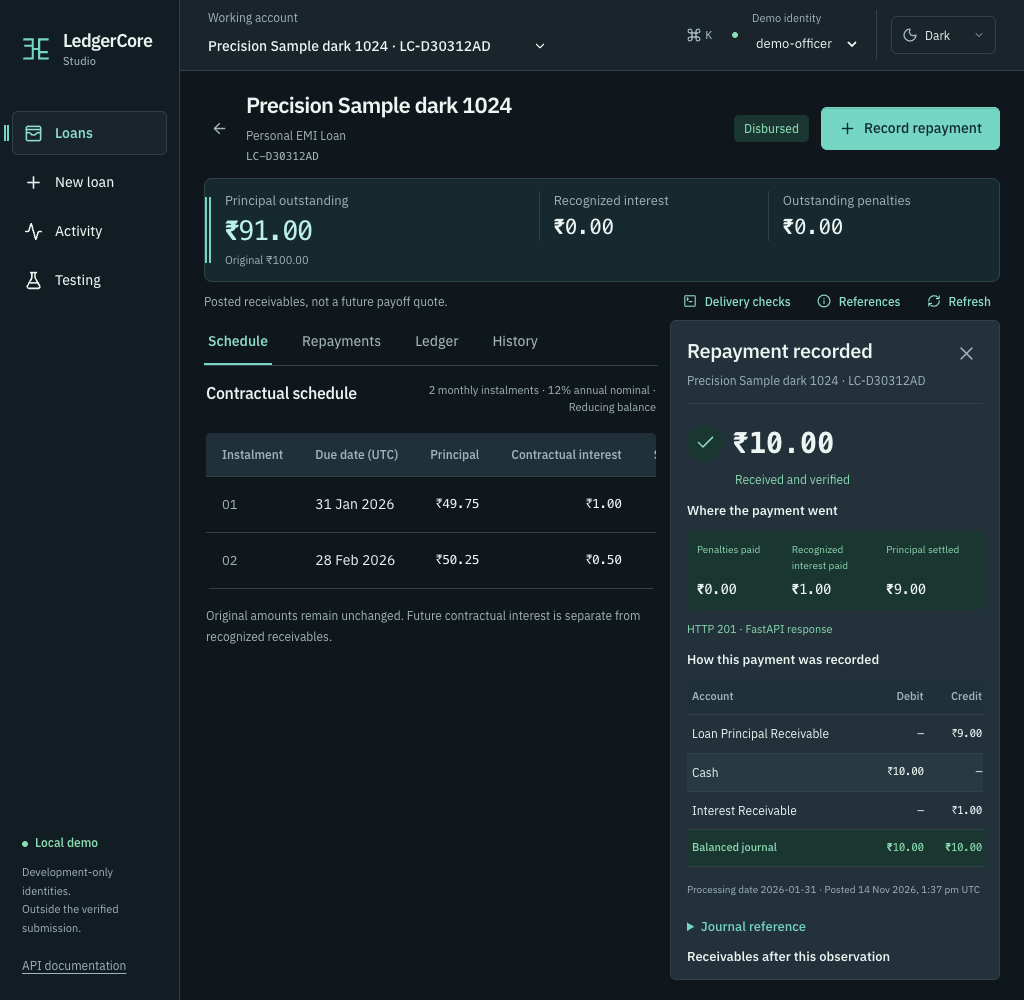 LedgerCore
Studio
Loans
New loan
Activity
Testing
Local demo
Development-only
identities.
Outside the verified
submission.
API documentation
Working account
Precision Sample dark 1024 · LC-D30312AD
⌘ K
Demo identity
demo-officer
Dark
Precision Sample dark 1024
Personal EMI Loan
LC-D30312AD
Disbursed
Record repayment
Principal outstanding
₹91.00
Original ₹100.00
Recognized interest
₹0.00
Outstanding penalties
₹0.00
Posted receivables, not a future payoff quote.
Delivery checks
References
Refresh
Schedule Repayments Ledger History
Contractual schedule
2 monthly instalments · 12% annual nominal ·
Reducing balance
Instalment Due date (UTC) Principal Contractual interest
01 31 Jan 2026 ₹49.75 ₹1.00
02 28 Feb 2026 ₹50.25 ₹0.50
Original amounts remain unchanged. Future contractual interest is separate from
recognized receivables.
Repayment recorded
Precision Sample dark 1024 · LC-D30312AD
₹10.00
Received and verified
Where the payment went
Penalties paid
₹0.00
Recognized
interest paid
₹1.00
Principal settled
₹9.00
HTTP 201 · FastAPI response
How this payment was recorded
Account Debit Credit
Loan Principal Receivable — ₹9.00
Cash ₹10.00 —
Interest Receivable — ₹1.00
Balanced journal ₹10.00 ₹10.00
Processing date 2026-01-31 · Posted 14 Nov 2026, 1:37 pm UTC
Journal reference
Receivables after this observation